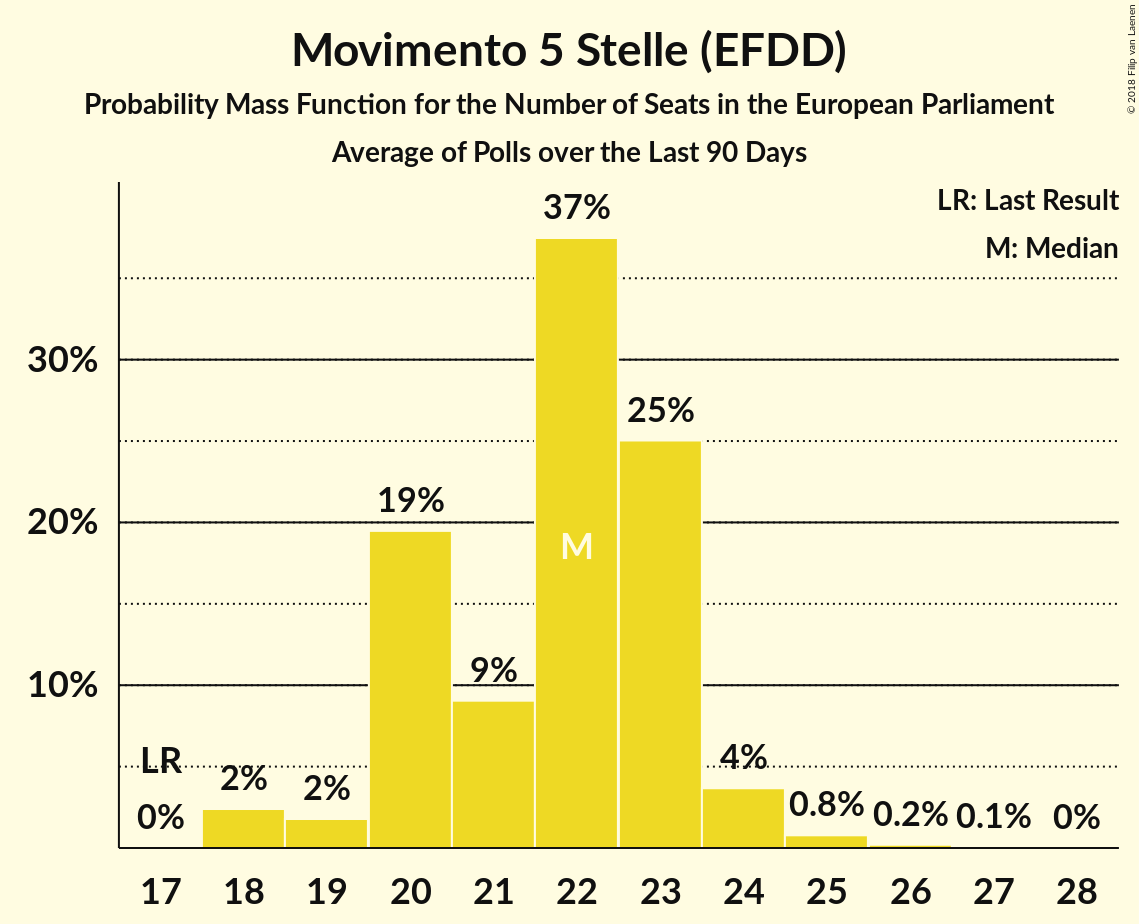 Movimento 5 Stelle (EFDD)
Probability Mass Function for the Number of Seats in the European Parliament
Average of Polls over the Last 90 Days
© 2018 Filip van Laenen
LR: Last Result
M: Median
37%
30%
25%
19%
20%
M
9%
10%
LR
4%
2%
2%
0%
0.8%
0.2%
0.1%
0%
17 18 19 20 21 22 23 24 25 26 27 28